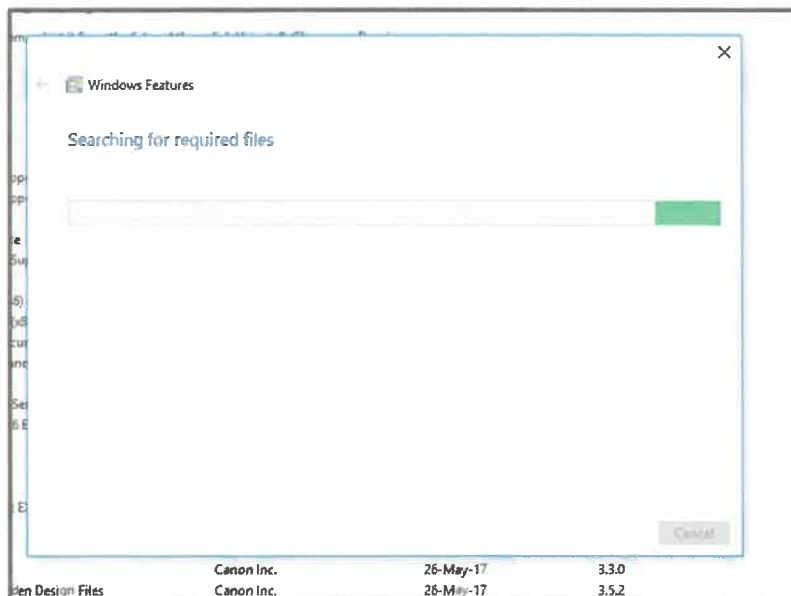 Windows Features
Searching for required files
Cancel
Canon Inc. 26-May-17 3.3.0
den Design Files Canon Inc. 26-May-17 3.5.2